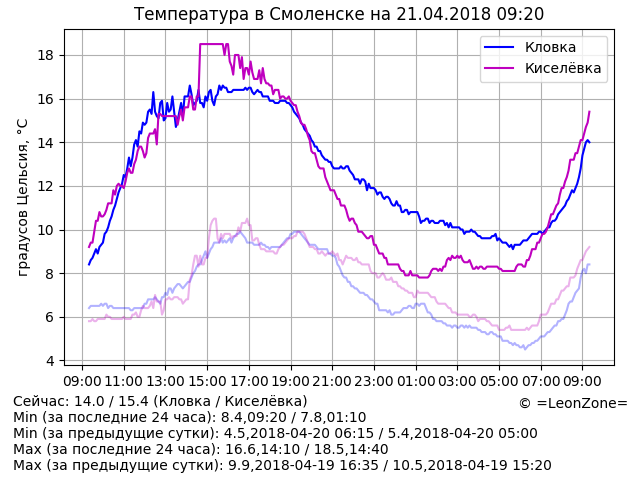 Температура в Смоленске на 21.04.2018 09:20
Кловка
Киселёвка
градусов Цельсия, °C
18
16
14
12
10
8
6
4
09:00 11:00 13:00 15:00 17:00 19:00 21:00 23:00 01:00 03:00 05:00 07:00 09:00
Сейчас: 14.0 / 15.4 (Кловка / Киселёвка)
© =LeonZone=
Min (за последние 24 часа): 8.4,09:20 / 7.8,01:10
Min (за предыдущие сутки): 4.5,2018-04-20 06:15 / 5.4,2018-04-20 05:00
Max (за последние 24 часа): 16.6,14:10 / 18.5,14:40
Max (за предыдущие сутки): 9.9,2018-04-19 16:35 / 10.5,2018-04-19 15:20